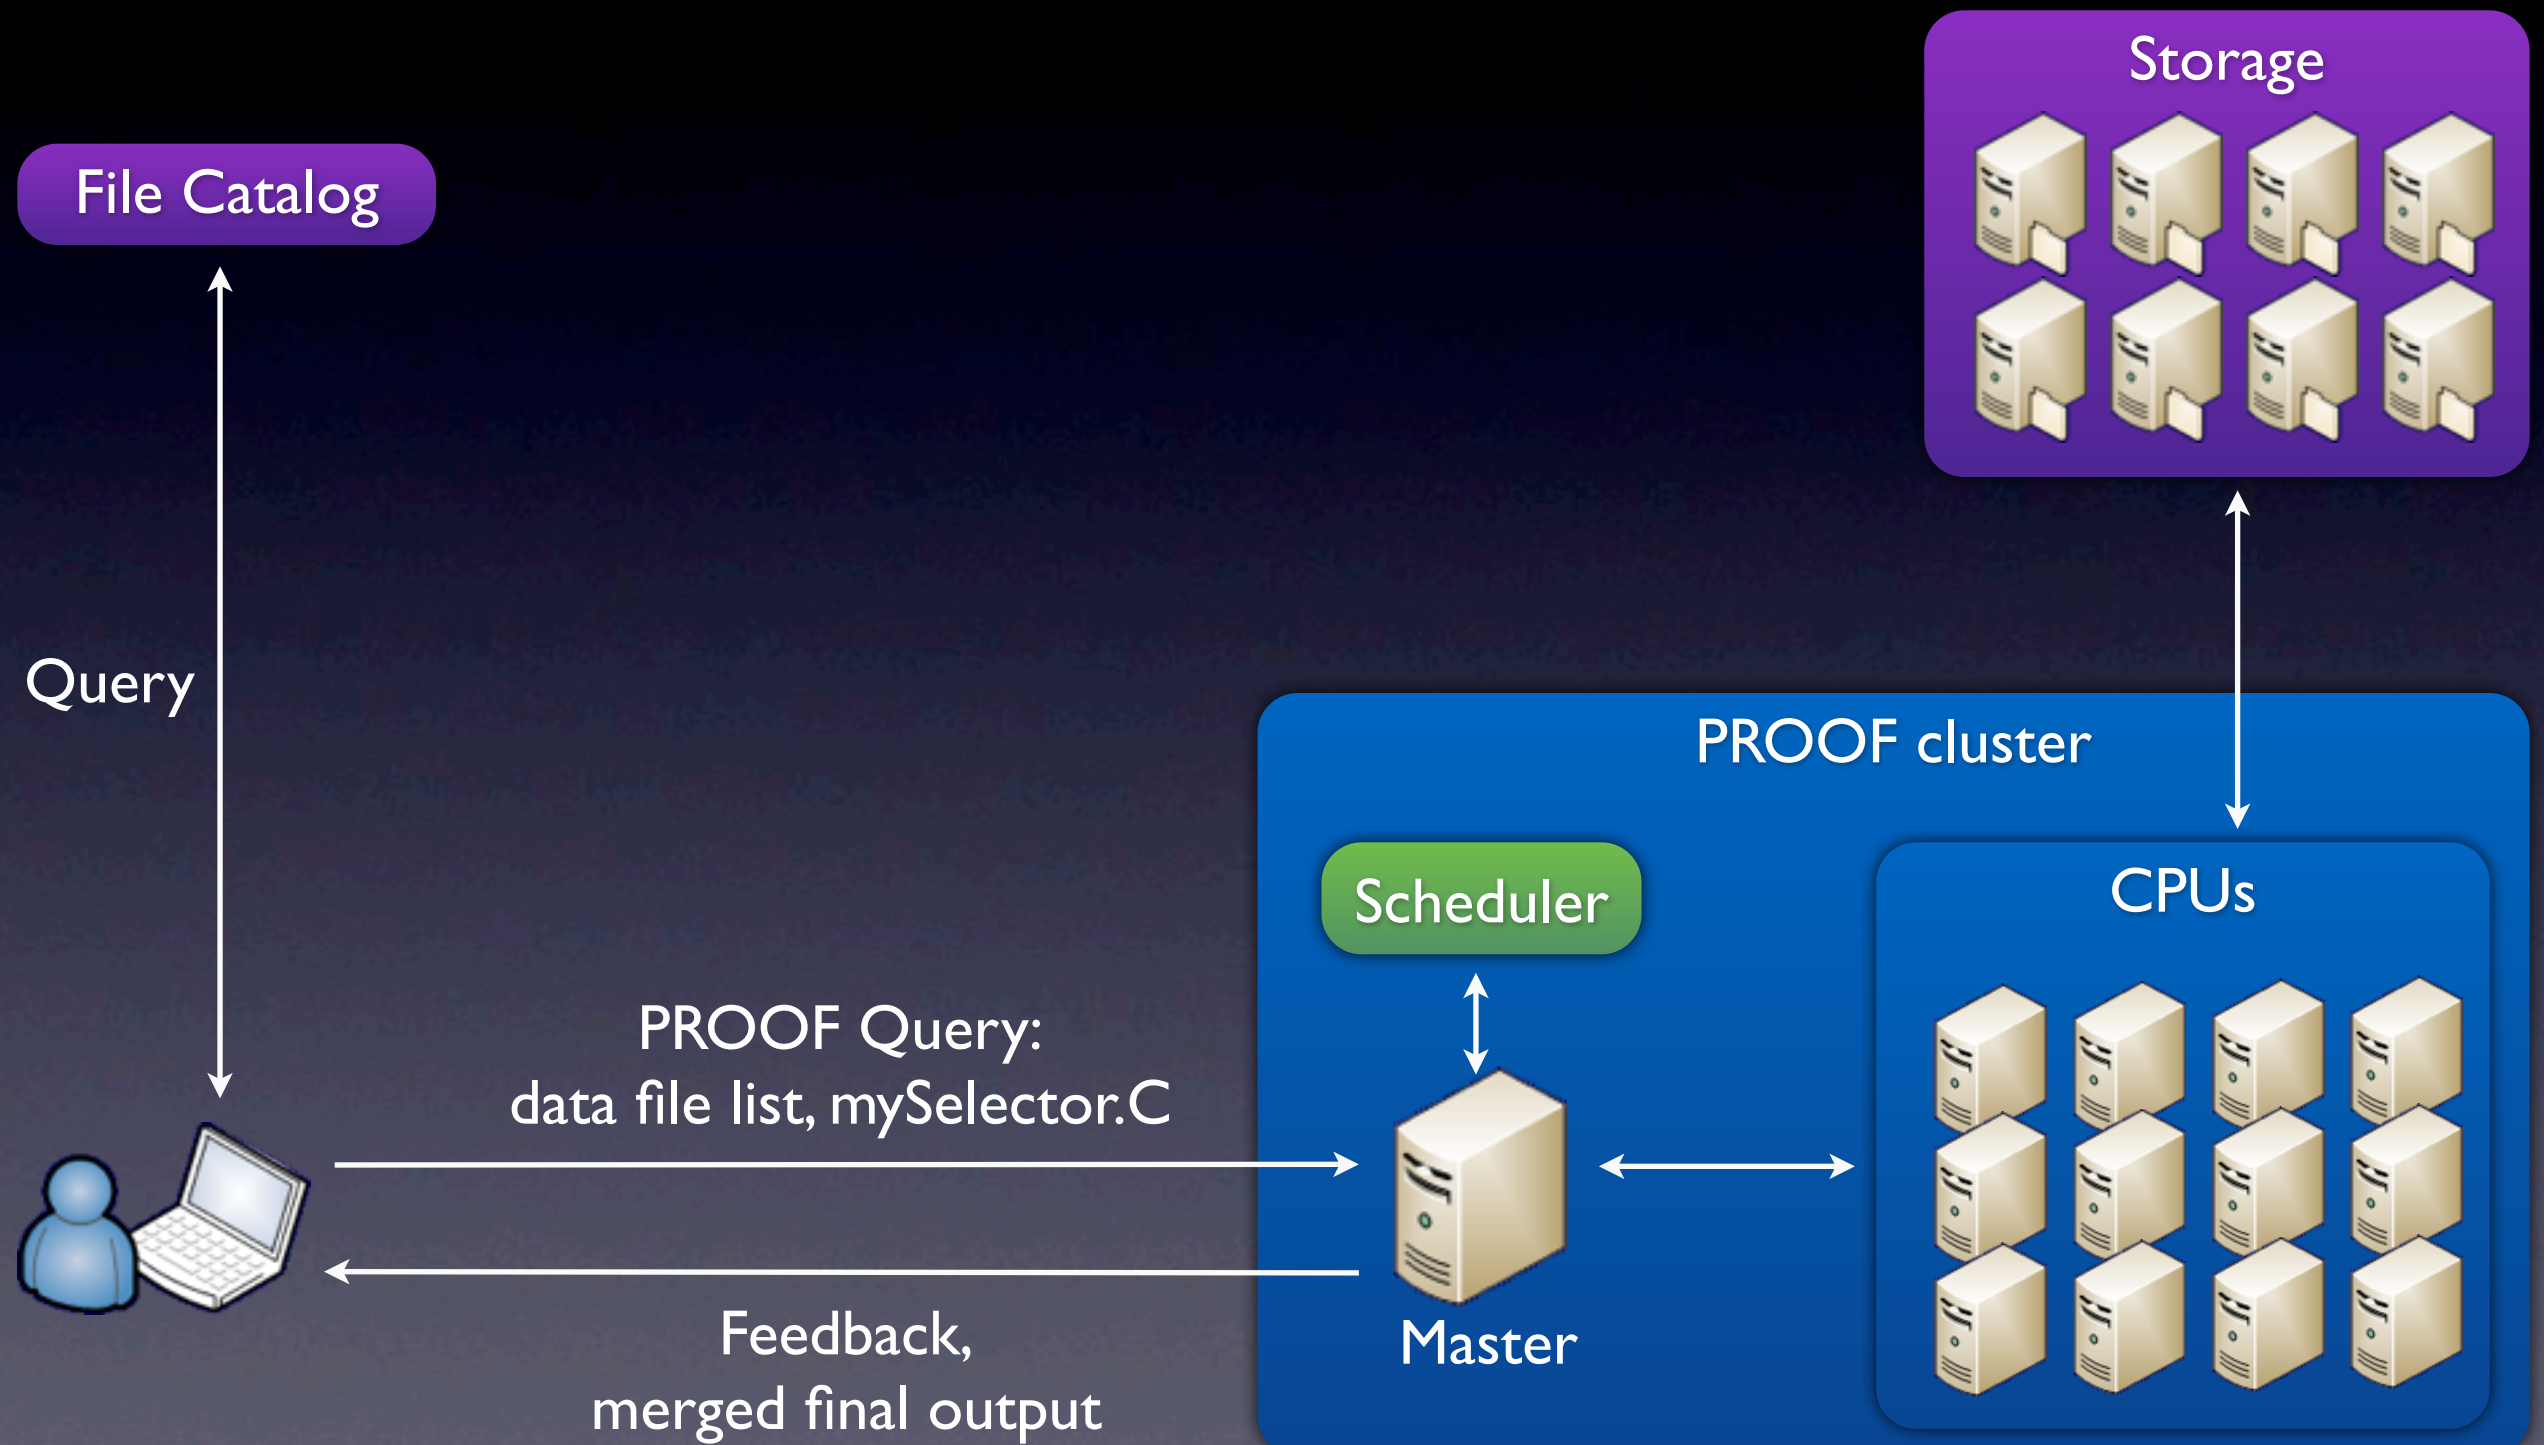 Storage
File Catalog
Query
PROOF cluster
Scheduler
CPUs
PROOF Query:
data file list, mySelector.C
Feedback,
merged final output
Master